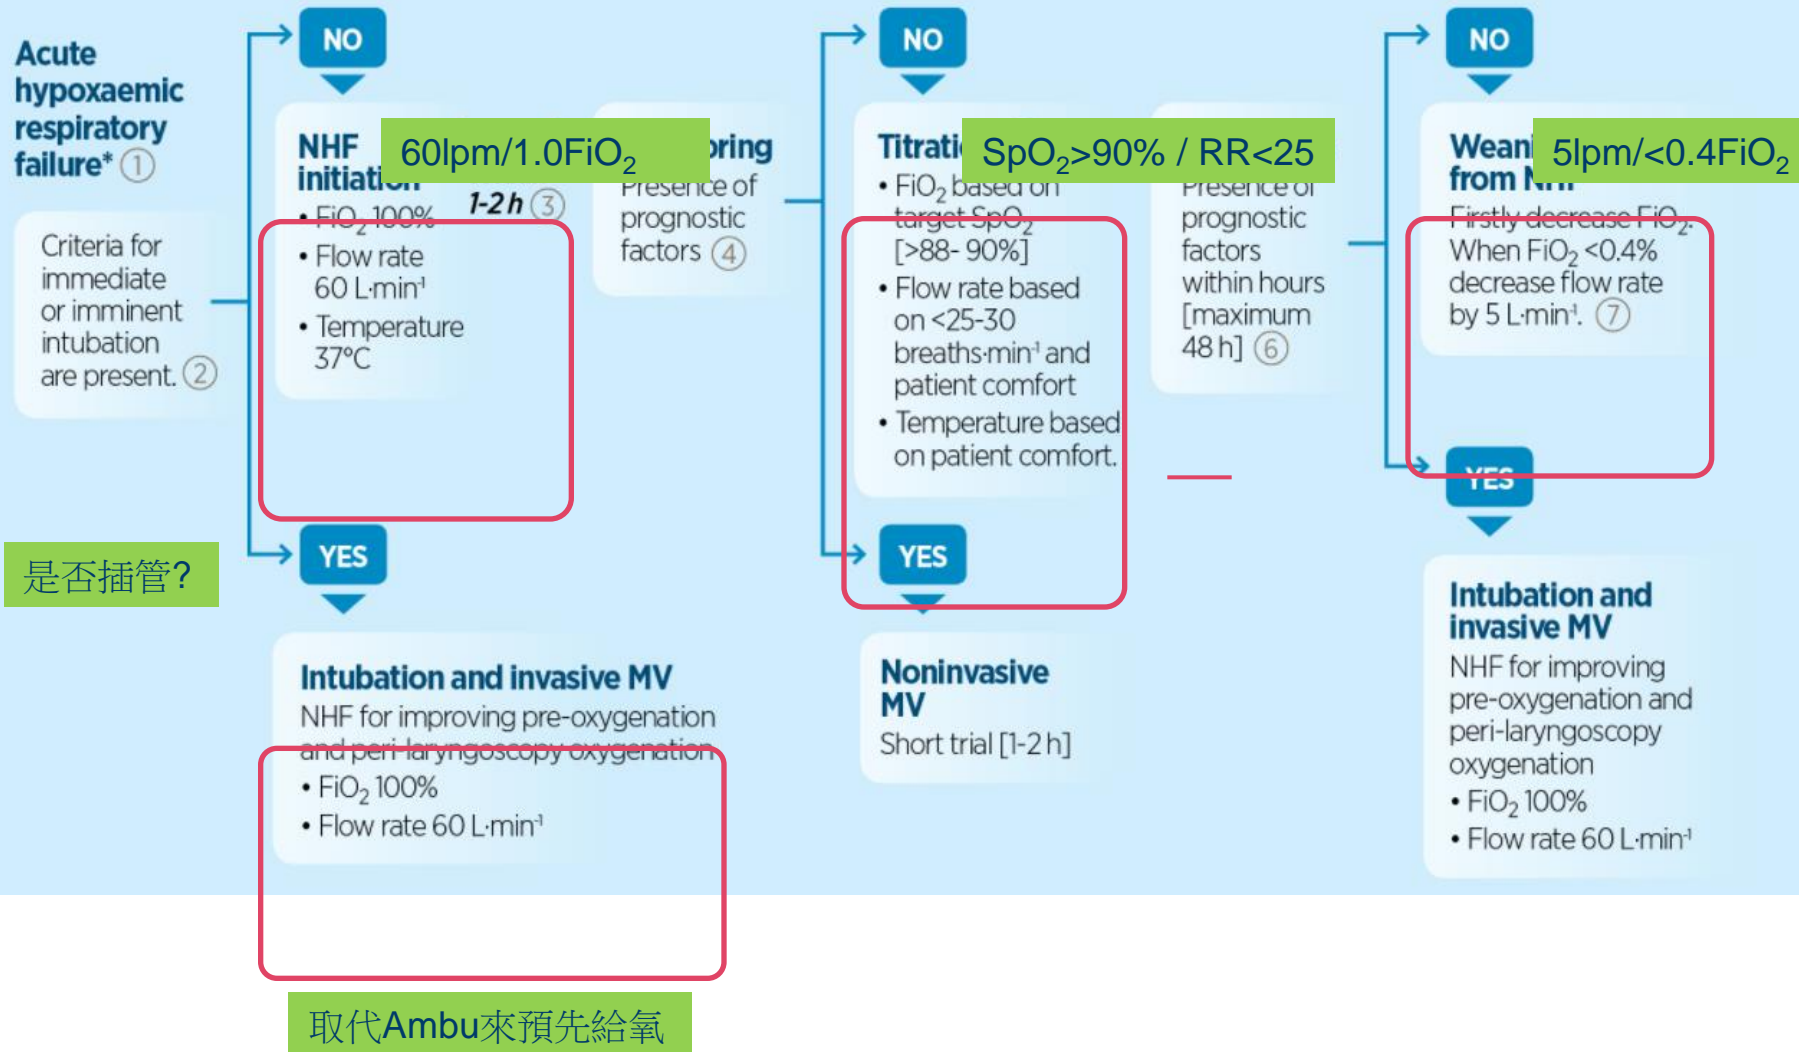 Acute
hypoxaemic
respiratory
failure* ①
Criteria for
immediate
or imminent
intubation
are present. ②
是否插管?
NO
NHF
initiation
60lpm/1.0FiO₂
• FiO₂ 100%
• Flow rate
60 L·min⁻¹
• Temperature
37°C
1-2 h ③
YES
Intubation and invasive MV
NHF for improving pre-oxygenation
and peri-laryngoscopy oxygenation
• FiO₂ 100%
• Flow rate 60 L·min⁻¹
取代Ambu來預先給氧
Presence of
prognostic
factors ④
NO
SpO₂>90% / RR<25
• FiO₂ based on
target SpO₂
[>88- 90%]
• Flow rate based
on <25-30
breaths·min⁻¹ and
patient comfort
• Temperature based
on patient comfort.
YES
Noninvasive
MV
Short trial [1-2 h]
Presence of
prognostic
factors
within hours
[maximum
48 h] ⑥
NO
5lpm/<0.4FiO₂
from NHF
Firstly decrease FiO₂.
When FiO₂ <0.4%
decrease flow rate
by 5 L·min⁻¹. ⑦
YES
Intubation and
invasive MV
NHF for improving
pre-oxygenation and
peri-laryngoscopy
oxygenation
• FiO₂ 100%
• Flow rate 60 L·min⁻¹